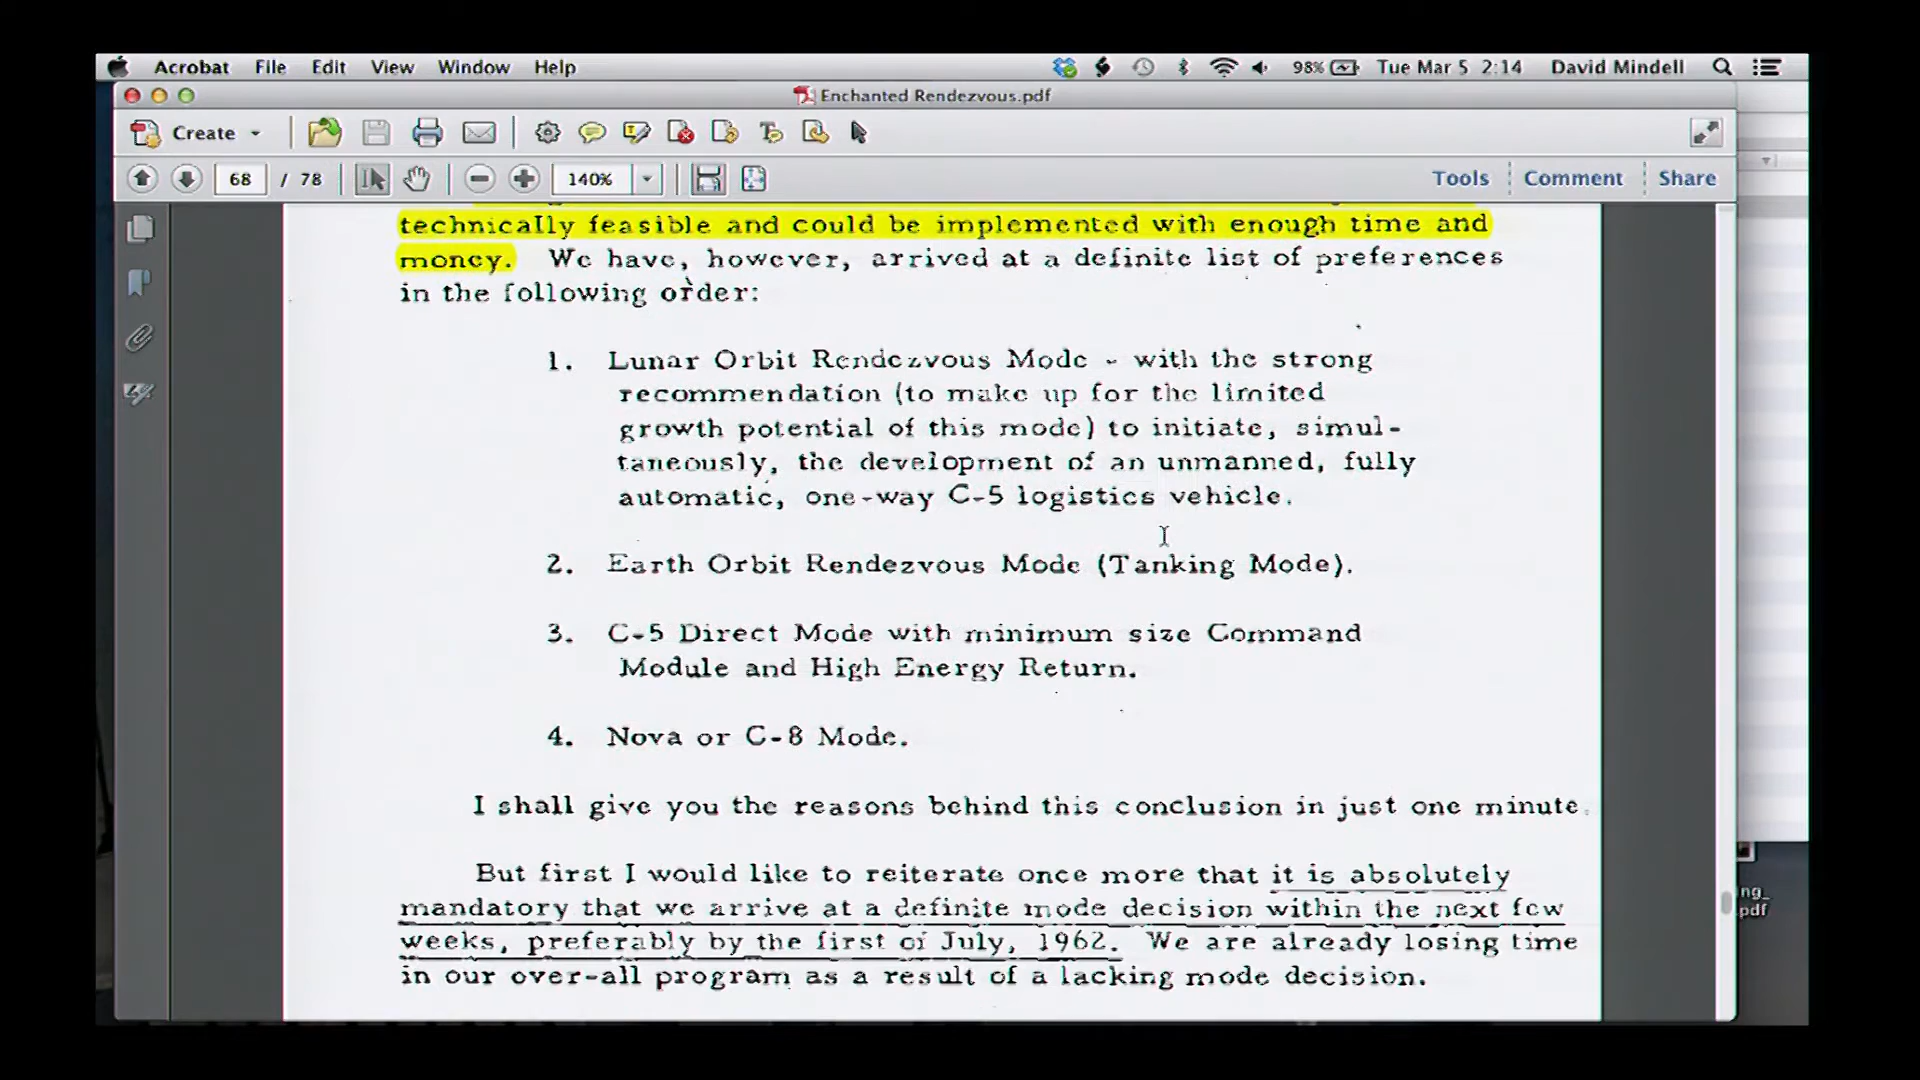 Acrobat File Edit View Window Help 98% Tue Mar 5 2:14 David Mindell
Enchanted Rendezvous.pdf
Create
68 / 78 140% Tools Comment Share
technically feasible and could be implemented with enough time and
money. We have, however, arrived at a definite list of preferences
in the following order:
1. Lunar Orbit Rendezvous Mode - with the strong
recommendation (to make up for the limited
growth potential of this mode) to initiate, simul-
taneously, the development of an unmanned, fully
automatic, one-way C-5 logistics vehicle.
2. Earth Orbit Rendezvous Mode (Tanking Mode).
3. C-5 Direct Mode with minimum size Command
Module and High Energy Return.
4. Nova or C-8 Mode.
I shall give you the reasons behind this conclusion in just one minute.
But first I would like to reiterate once more that it is absolutely
mandatory that we arrive at a definite mode decision within the next few
weeks, preferably by the first of July, 1962. We are already losing time
in our over-all program as a result of a lacking mode decision.
ng_
.pdf